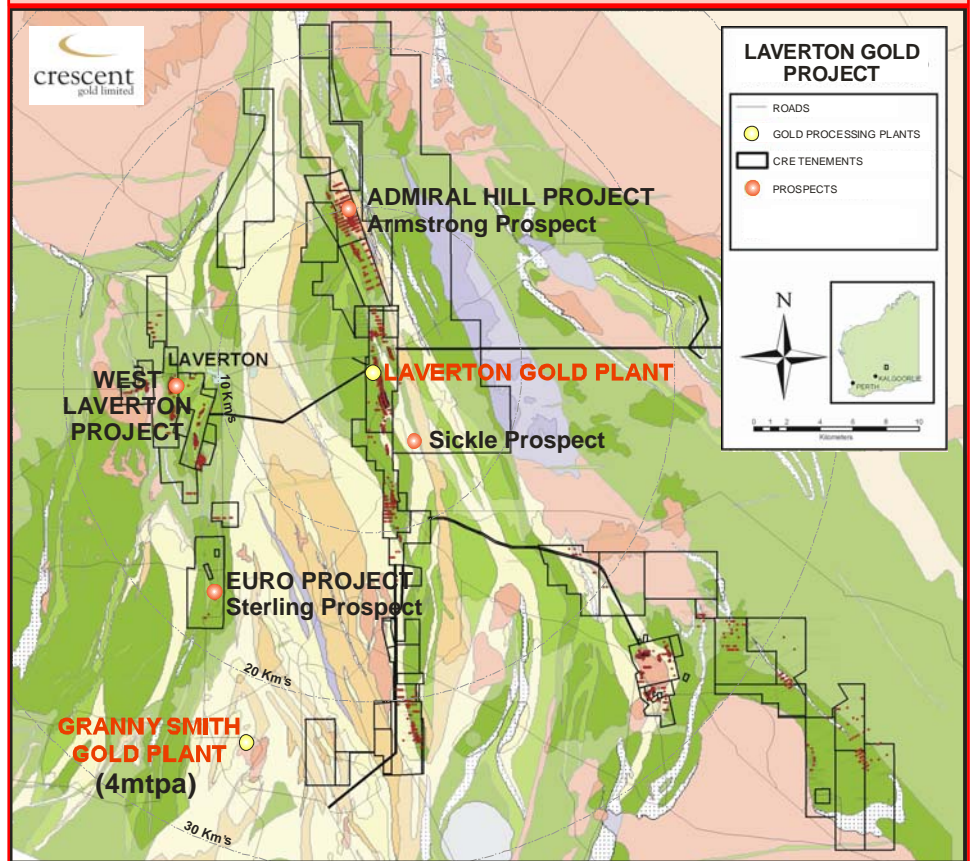 crescent
gold limited
LAVERTON GOLD
PROJECT
ROADS
GOLD PROCESSING PLANTS
CRE TENEMENTS
PROSPECTS
N
PERTH
KALGOORLIE
0 1 2 4 6 8 10
Kilometers
ADMIRAL HILL PROJECT
Armstrong Prospect
LAVERTON
WEST
LAVERTON
PROJECT
10 Km's
LAVERTON GOLD PLANT
Sickle Prospect
EURO PROJECT
Sterling Prospect
20 Km's
GRANNY SMITH
GOLD PLANT
(4mtpa)
30 Km's